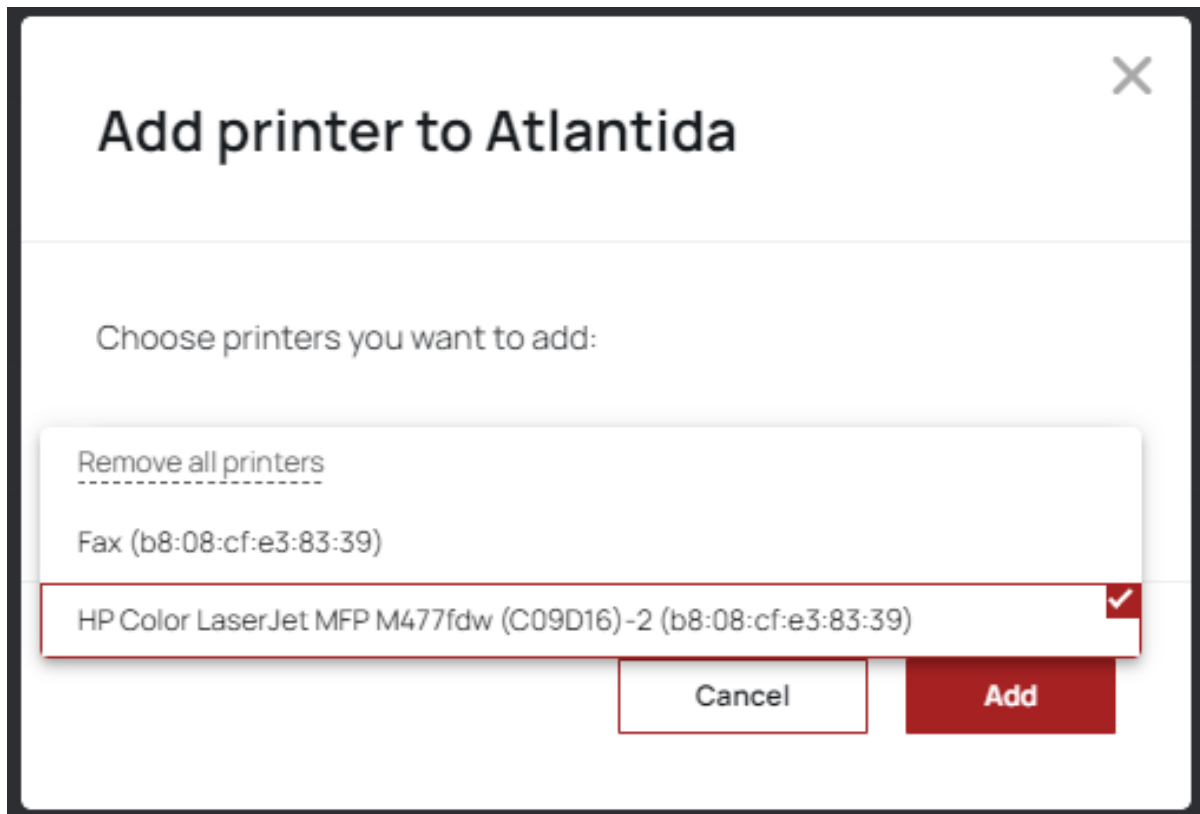 Add printer to Atlantida
Choose printers you want to add:
Remove all printers
Fax (b8:08:cf:e3:83:39)
HP Color LaserJet MFP M477fdw (C09D16)-2 (b8:08:cf:e3:83:39)
Cancel
Add